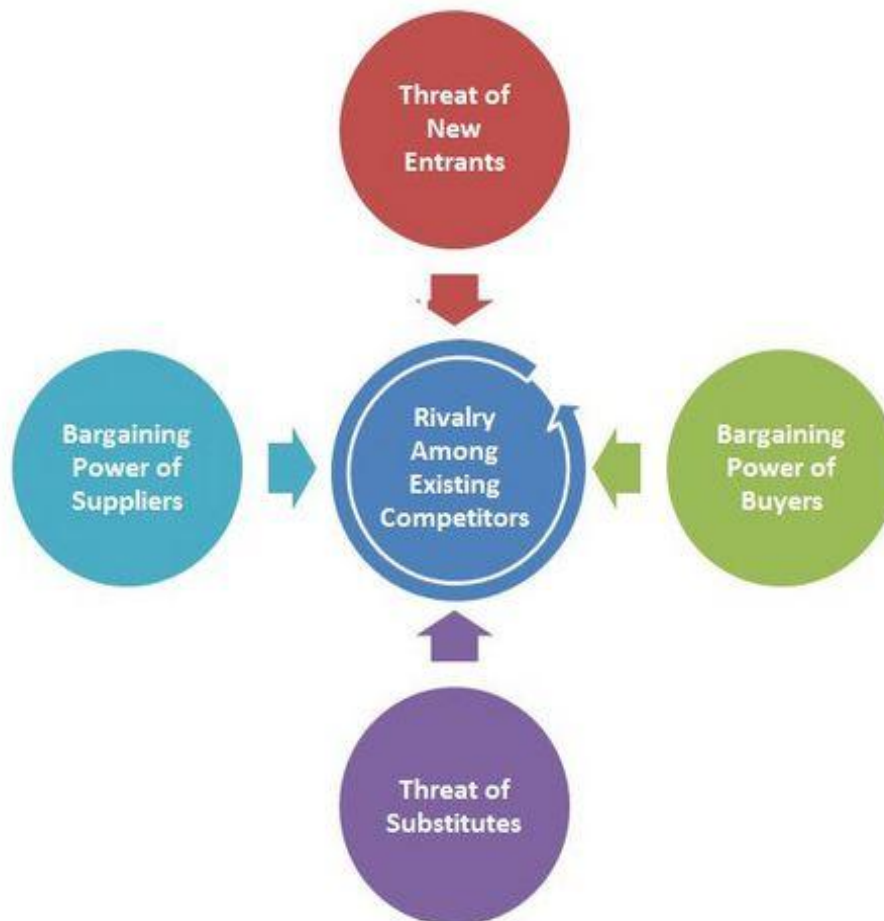 Threat of
New
Entrants
Bargaining
Power of
Suppliers
Rivalry
Among
Existing
Competitors
Bargaining
Power of
Buyers
Threat of
Substitutes